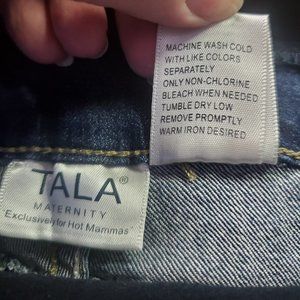 MACHINE WASH COLD
WITH LIKE COLORS
SEPARATELY
ONLY NON-CHLORINE
BLEACH WHEN NEEDED
TUMBLE DRY LOW
REMOVE PROMPTLY
WARM IRON DESIRED
TALA®
MATERNITY
"Exclusively for Hot Mammas"